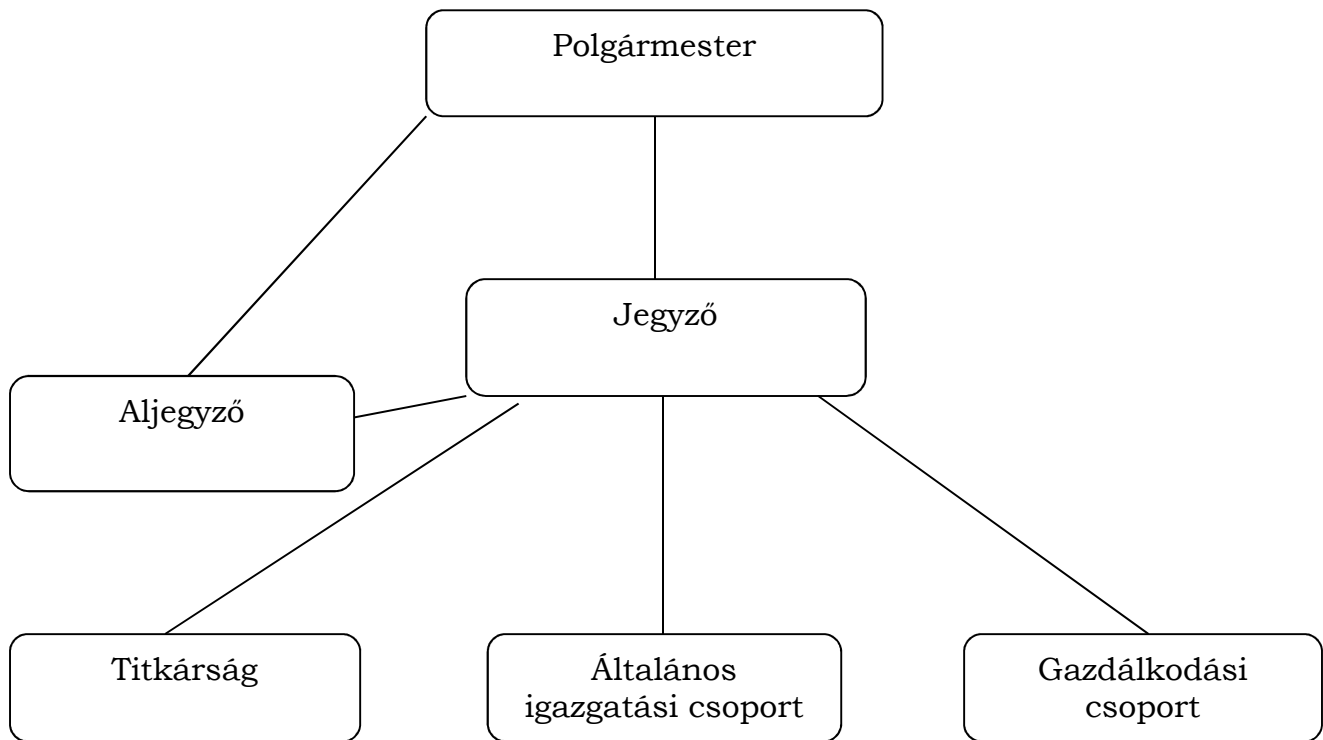 Polgármester
Jegyző
Aljegyző
Titkárság
Általános
igazgatási csoport
Gazdálkodási
csoport